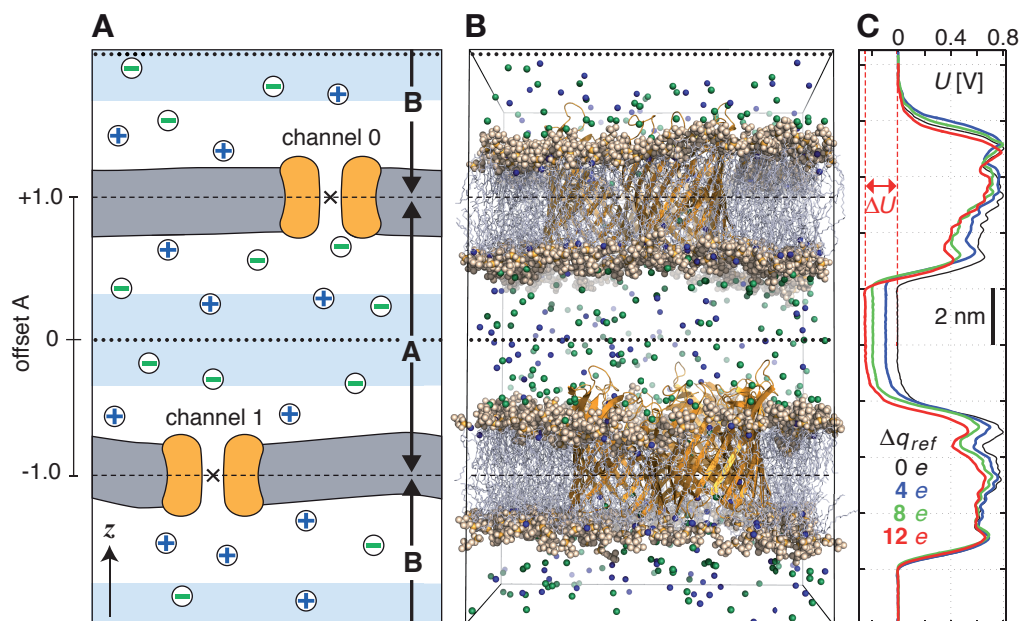 A
B
channel 0
+1.0
offset A
0
A
channel 1
-1.0
z
B
B
C
0 0.4 0.8
U [V]
ΔU
2 nm
Δq_ref
0 e
4 e
8 e
12 e